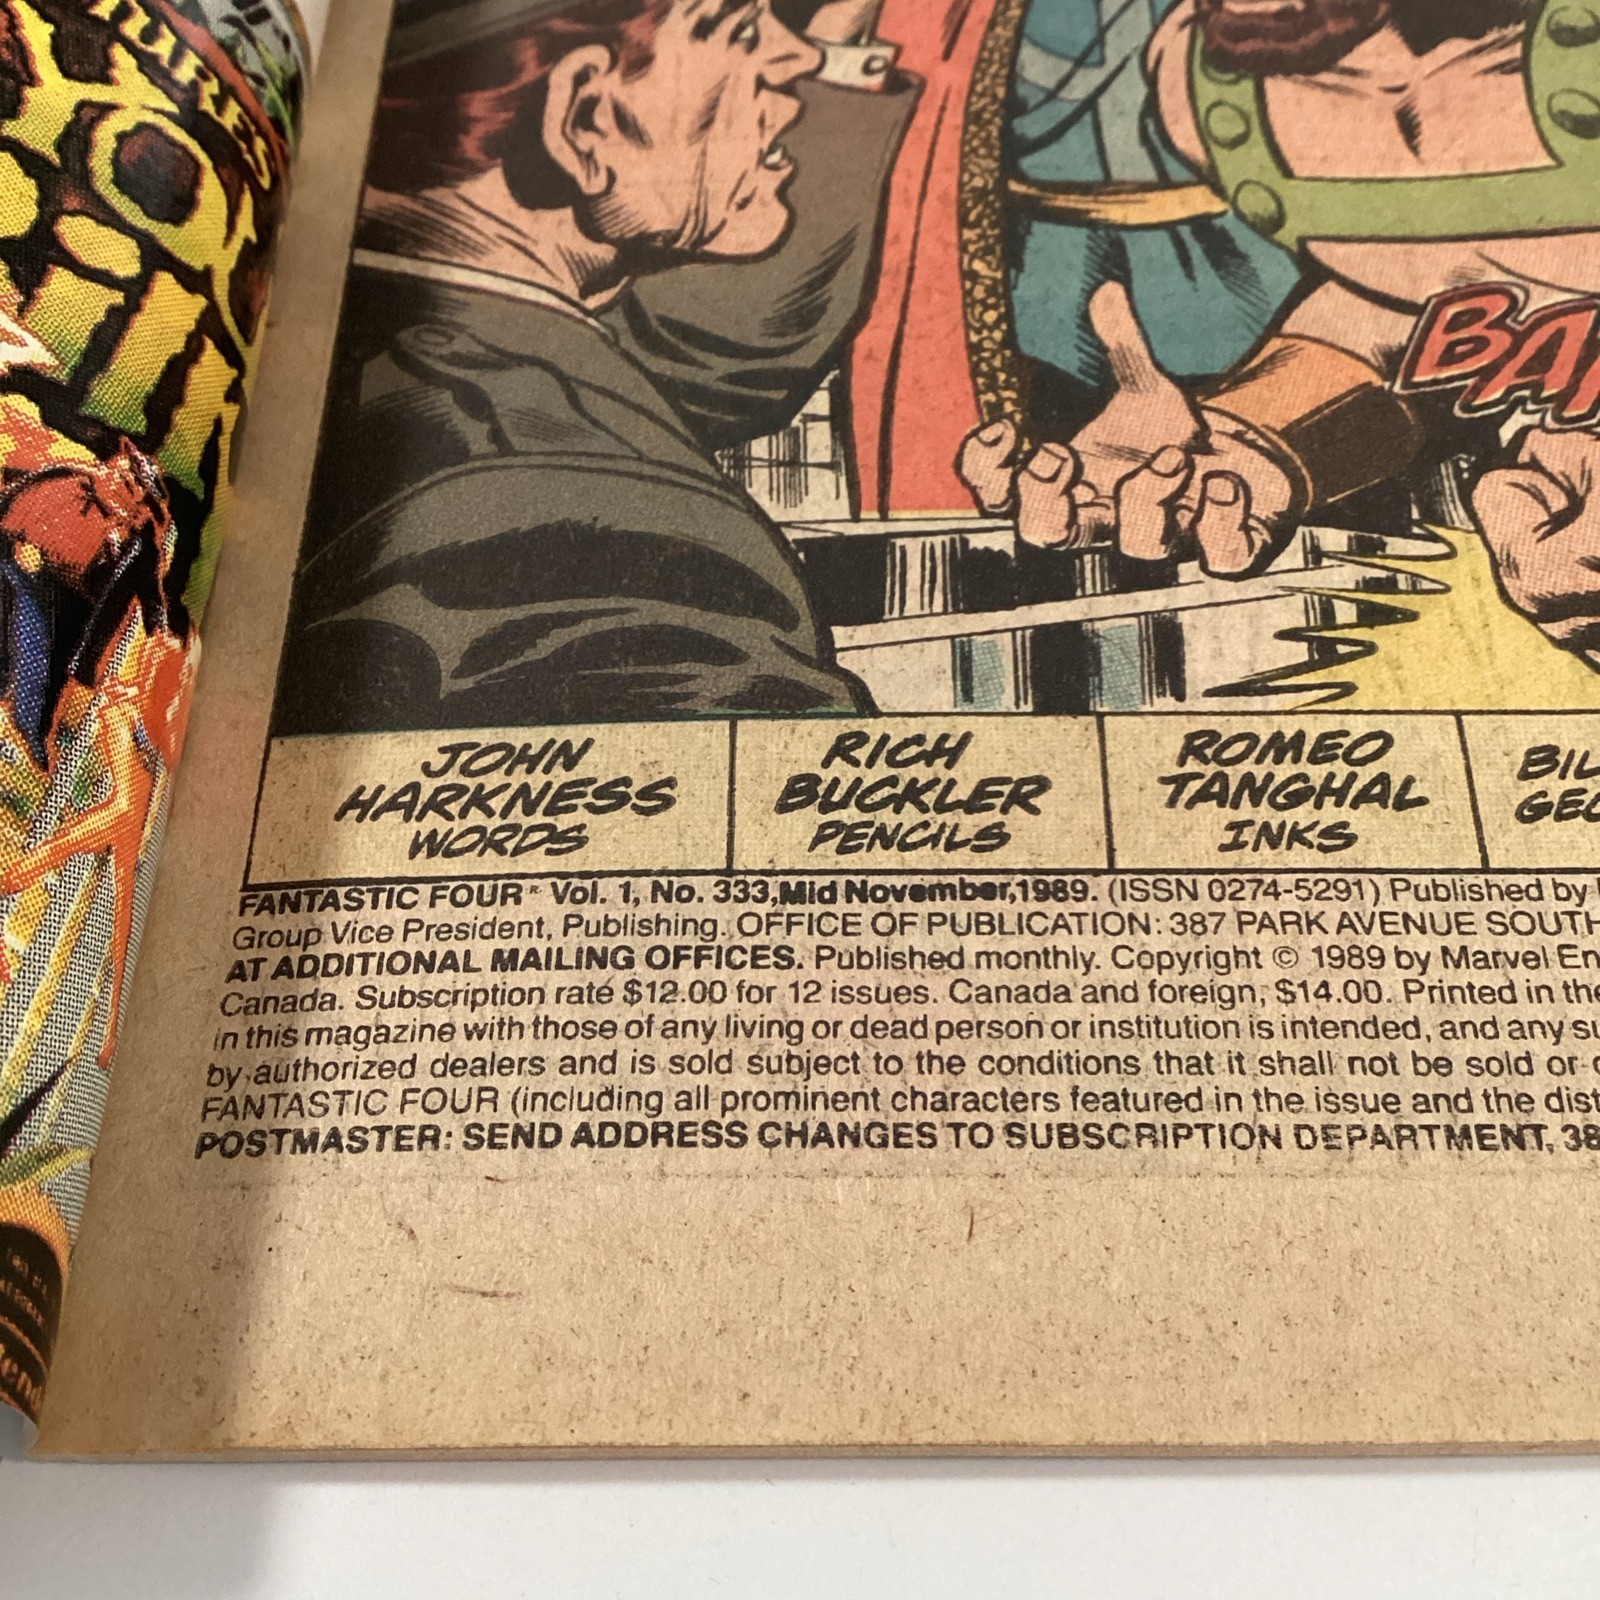 BA
JOHN
HARKNESS
WORDS
RICH
BUCKLER
PENCILS
ROMEO
TANGHAL
INKS
BIL
GEO
FANTASTIC FOUR® Vol. 1, No. 333, Mid November, 1989. (ISSN 0274-5291) Published by
Group Vice President, Publishing. OFFICE OF PUBLICATION: 387 PARK AVENUE SOUTH
AT ADDITIONAL MAILING OFFICES. Published monthly. Copyright © 1989 by Marvel En
Canada. Subscription rate $12.00 for 12 issues. Canada and foreign, $14.00. Printed in the
in this magazine with those of any living or dead person or institution is intended, and any su
by authorized dealers and is sold subject to the conditions that it shall not be sold or
FANTASTIC FOUR (including all prominent characters featured in the issue and the dist
POSTMASTER: SEND ADDRESS CHANGES TO SUBSCRIPTION DEPARTMENT, 38